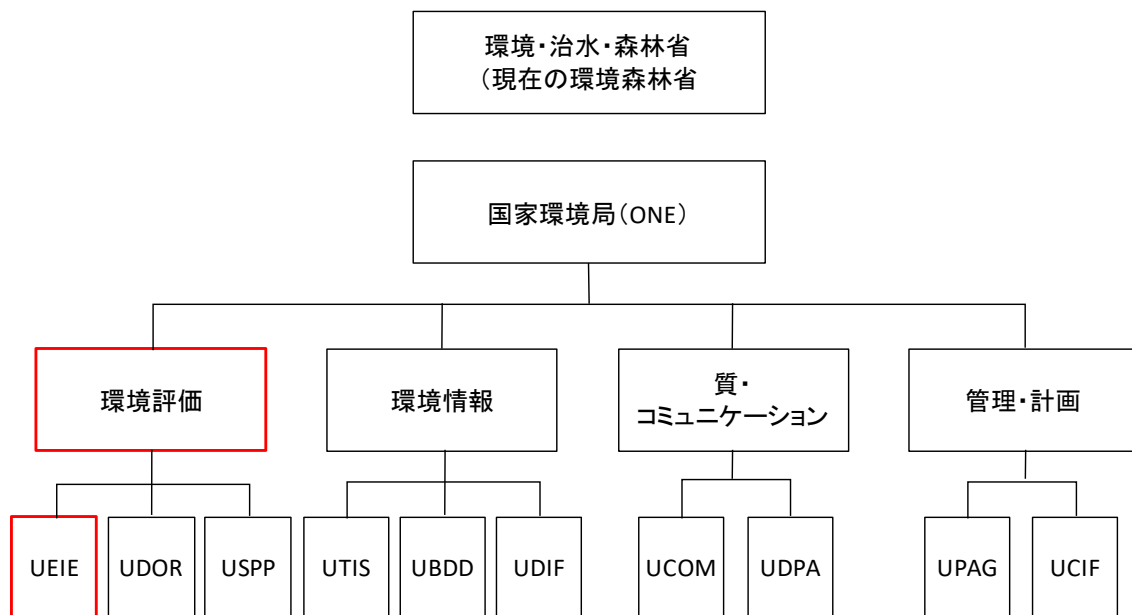 環境・治水・森林省
（現在の環境森林省
国家環境局（ONE）
環境評価
環境情報
質・
コミュニケーション
管理・計画
UEIE
UDOR
USPP
UTIS
UBDD
UDIF
UCOM
UDPA
UPAG
UCIF